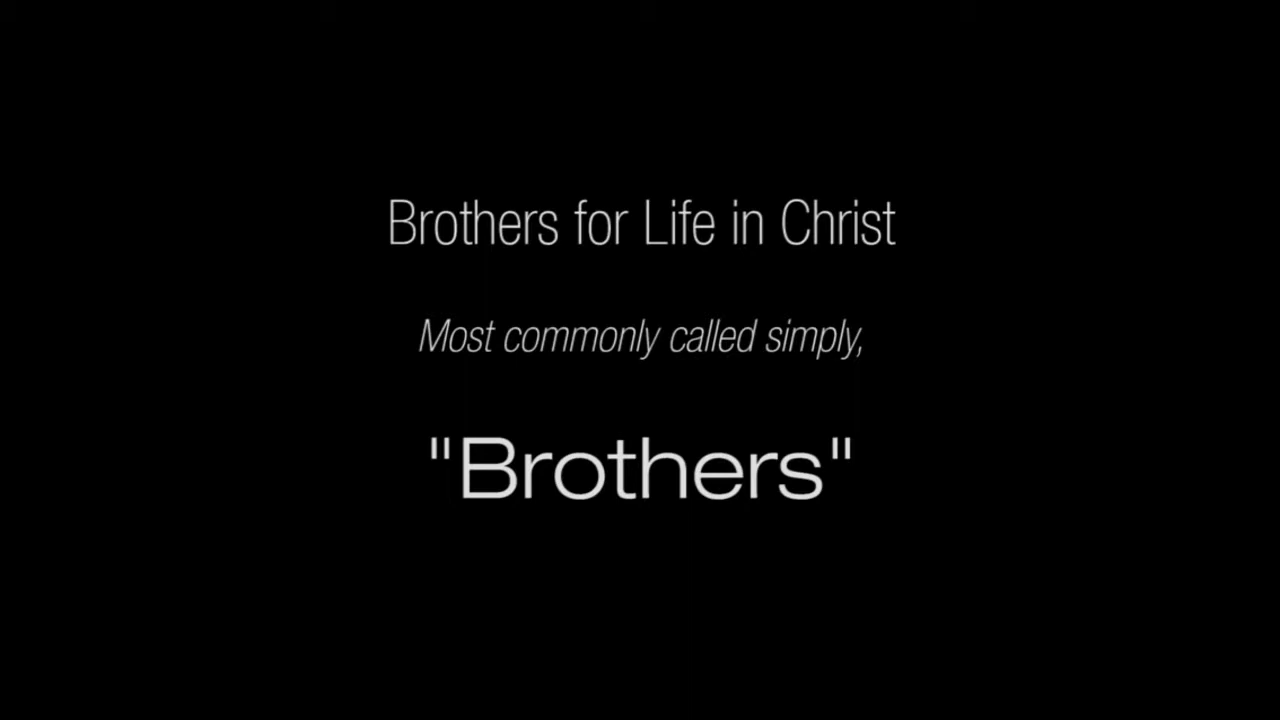 Brothers for Life in Christ
Most commonly called simply,
"Brothers"